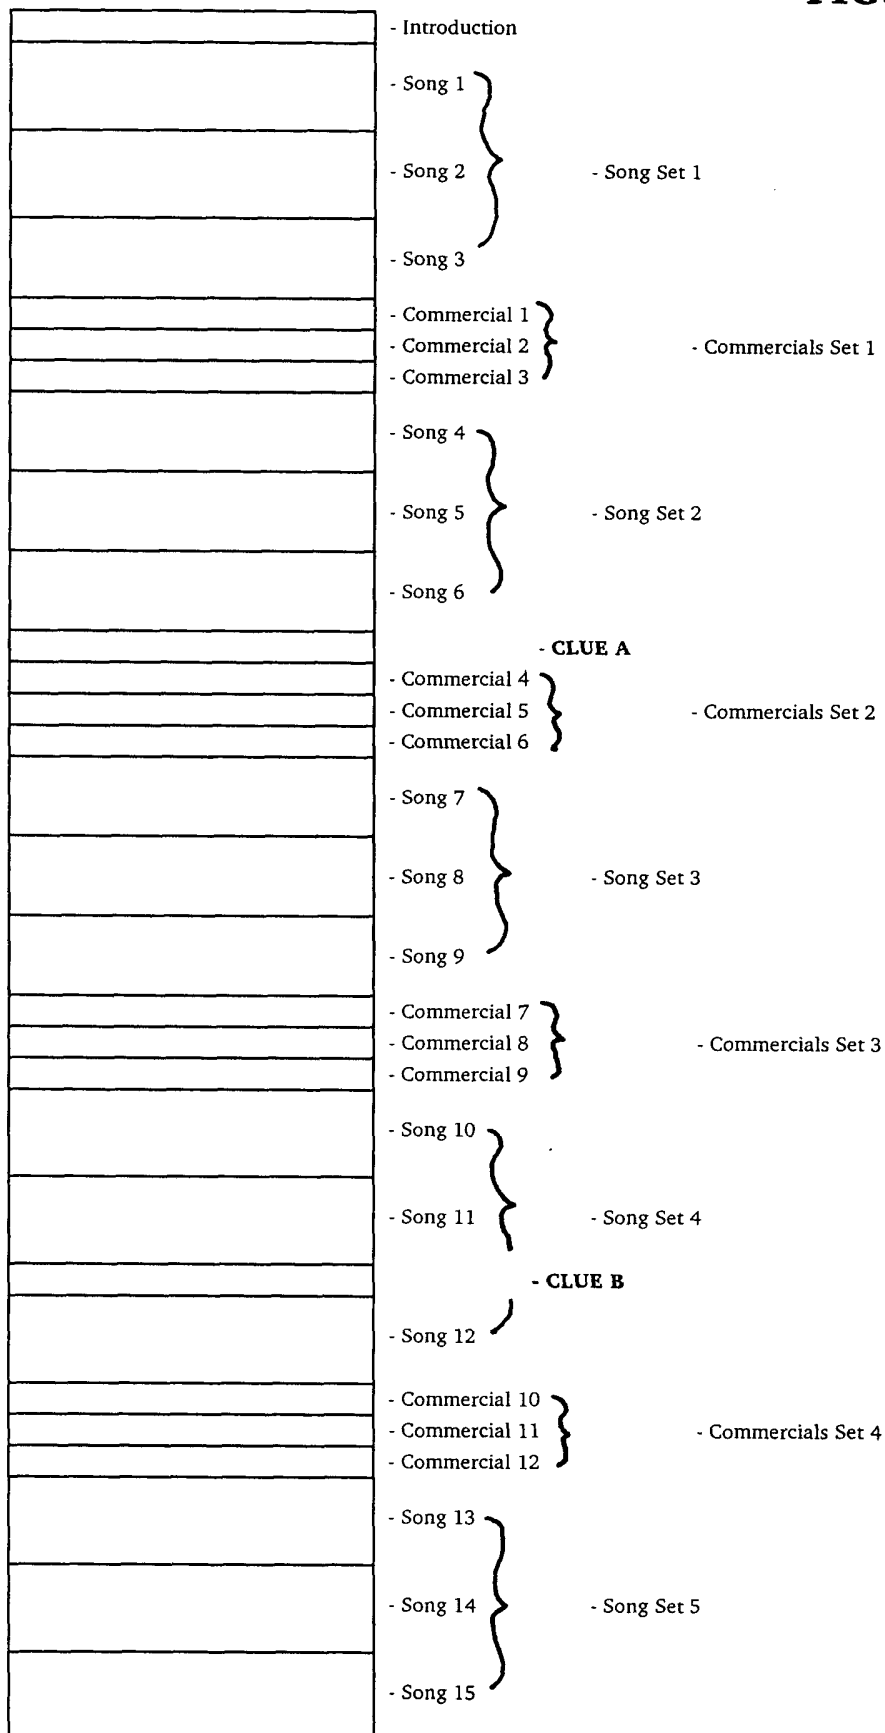 - Introduction
- Song 1
- Song 2 - Song Set 1
- Song 3
- Commercial 1
- Commercial 2 - Commercials Set 1
- Commercial 3
- Song 4
- Song 5 - Song Set 2
- Song 6
- CLUE A
- Commercial 4
- Commercial 5 - Commercials Set 2
- Commercial 6
- Song 7
- Song 8 - Song Set 3
- Song 9
- Commercial 7
- Commercial 8 - Commercials Set 3
- Commercial 9
- Song 10
- Song 11 - Song Set 4
- CLUE B
- Song 12
- Commercial 10
- Commercial 11 - Commercials Set 4
- Commercial 12
- Song 13
- Song 14 - Song Set 5
- Song 15